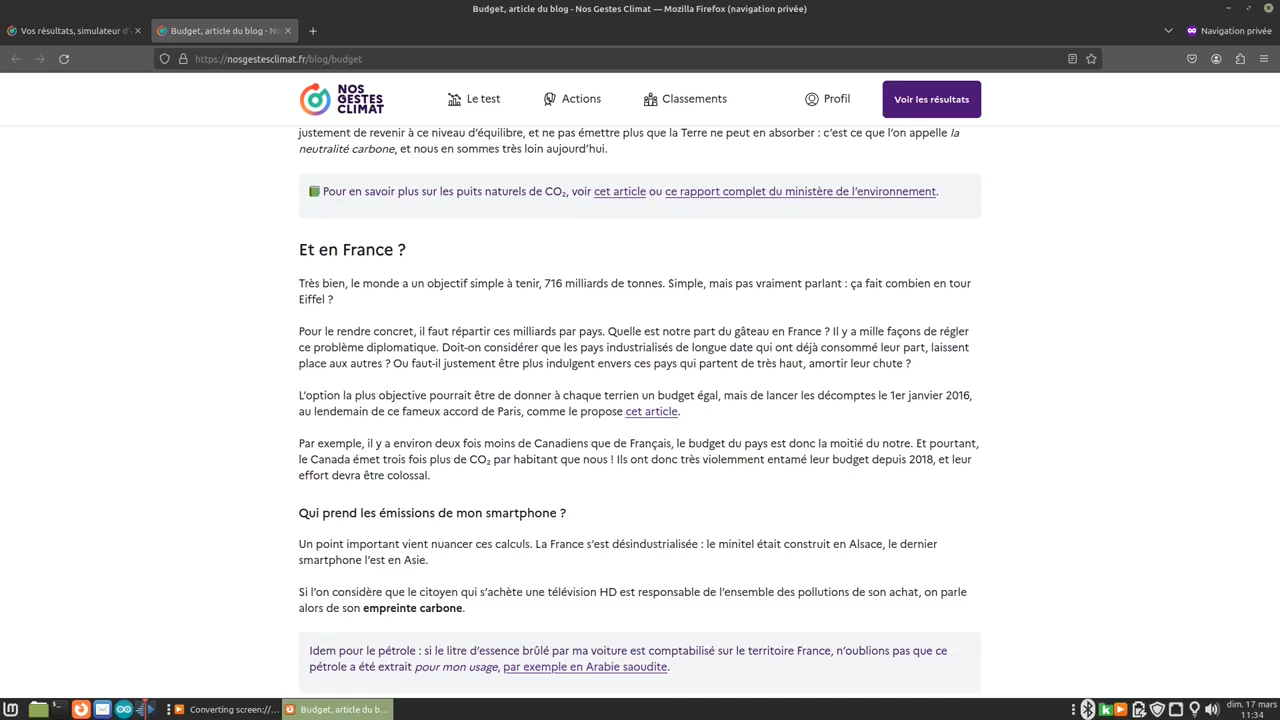 Budget, article du blog - Nos Gestes Climat — Mozilla Firefox (navigation privée)
Vos résultats, simulateur d'
Budget, article du blog - No
Navigation privée
https://nosgestesclimat.fr/blog/budget
NOS GESTES CLIMAT
Le test
Actions
Classements
Profil
Voir les résultats
justement de revenir à ce niveau d’équilibre, et ne pas émettre plus que la Terre ne peut en absorber : c’est ce que l’on appelle la
neutralité carbone, et nous en sommes très loin aujourd’hui.
Pour en savoir plus sur les puits naturels de CO₂, voir cet article ou ce rapport complet du ministère de l’environnement.
Et en France ?
Très bien, le monde a un objectif simple à tenir, 716 milliards de tonnes. Simple, mais pas vraiment parlant : ça fait combien en tour
Eiffel ?
Pour le rendre concret, il faut répartir ces milliards par pays. Quelle est notre part du gâteau en France ? Il y a mille façons de régler
ce problème diplomatique. Doit-on considérer que les pays industrialisés de longue date qui ont déjà consommé leur part, laissent
place aux autres ? Ou faut-il justement être plus indulgent envers ces pays qui partent de très haut, amortir leur chute ?
L’option la plus objective pourrait être de donner à chaque terrien un budget égal, mais de lancer les décomptes le 1er janvier 2016,
au lendemain de ce fameux accord de Paris, comme le propose cet article.
Par exemple, il y a environ deux fois moins de Canadiens que de Français, le budget du pays est donc la moitié du notre. Et pourtant,
le Canada émet trois fois plus de CO₂ par habitant que nous ! Ils ont donc très violemment entamé leur budget depuis 2018, et leur
effort devra être colossal.
Qui prend les émissions de mon smartphone ?
Un point important vient nuancer ces calculs. La France s’est désindustrialisée : le minitel était construit en Alsace, le dernier
smartphone l’est en Asie.
Si l’on considère que le citoyen qui s’achète une télévision HD est responsable de l’ensemble des pollutions de son achat, on parle
alors de son empreinte carbone.
Idem pour le pétrole : si le litre d’essence brûlé par ma voiture est comptabilisé sur le territoire France, n’oublions pas que ce
pétrole a été extrait pour mon usage, par exemple en Arabie saoudite.
Converting screen://...
Budget, article du b...
dim. 17 mars
11:34